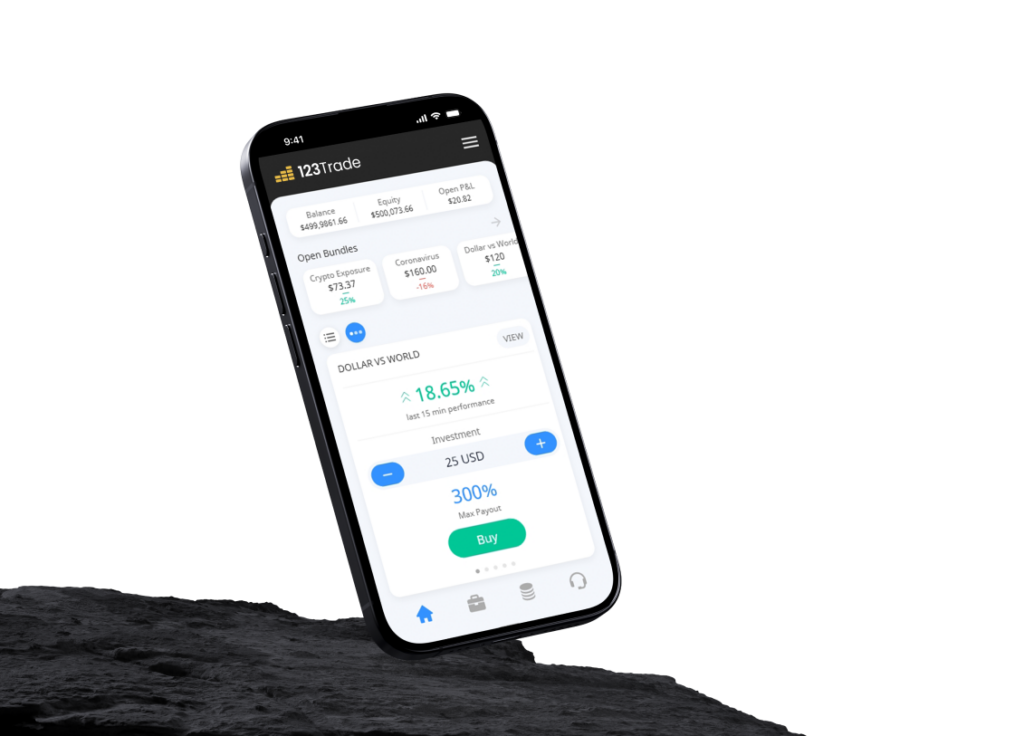 9:41
123Trade
Balance
$499,9861.66
Equity
$500,073.66
Open P&L
$20.82
Open Bundles
Crypto Exposure
$73.37
25%
Coronavirus
$160.00
-16%
Dollar vs World
$120
20%
DOLLAR VS WORLD
VIEW
18.65%
last 15 min performance
Investment
25 USD
300%
Max Payout
Buy